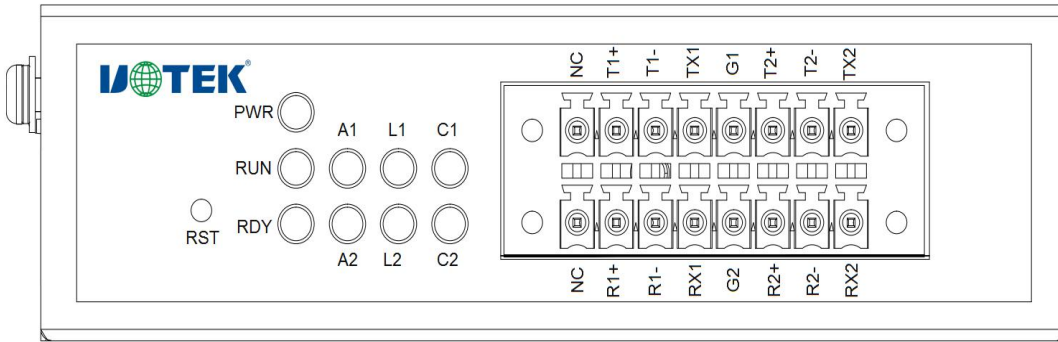 UOTEK®
NC T1+ T1- TX1 G1 T2+ T2- TX2
PWR
A1 L1 C1
RUN
RST
RDY
A2 L2 C2
NC R1+ R1- RX1 G2 R2+ R2- RX2